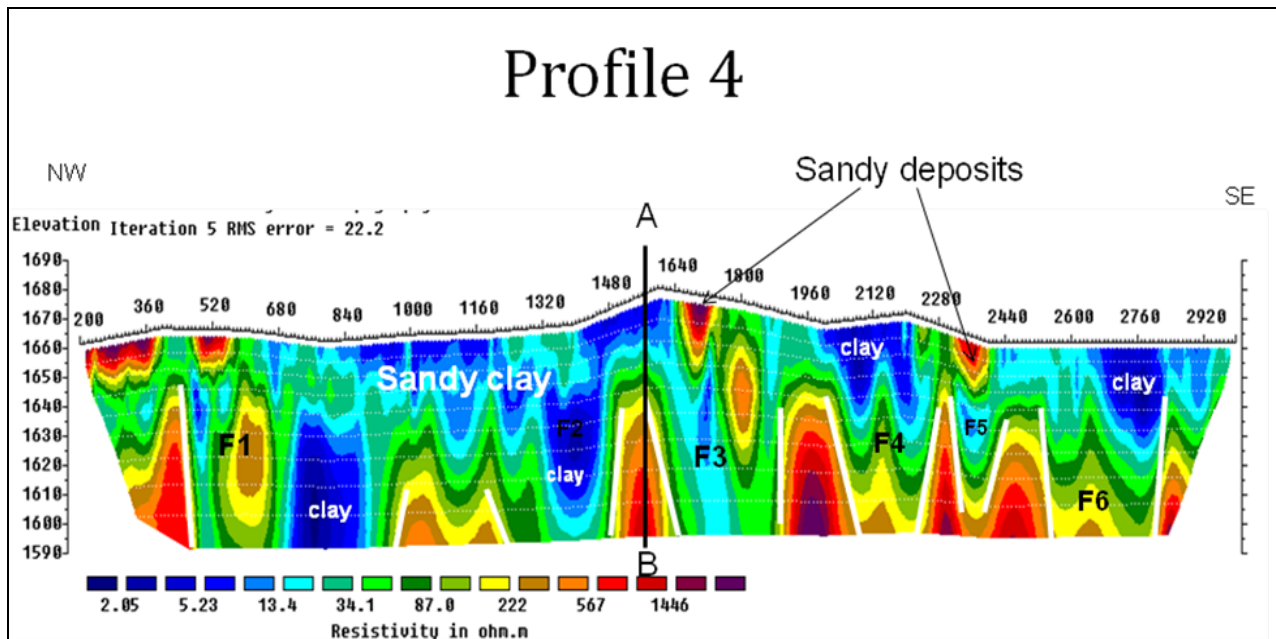 Profile 4
NW
Sandy deposits
SE
Elevation
Iteration 5 RMS error = 22.2
A
1690
1680
1670
1660
1650
1640
1630
1620
1610
1600
1590
200 360 520 680 840 1000 1160 1320 1480 1640 1800 1960 2120 2280 2440 2600 2760 2920
clay
Sandy clay
clay
F1
F2
F3
F4
F5
F6
clay
clay
B
2.05 5.23 13.4 34.1 87.0 222 567 1446
Resistivity in ohm.m